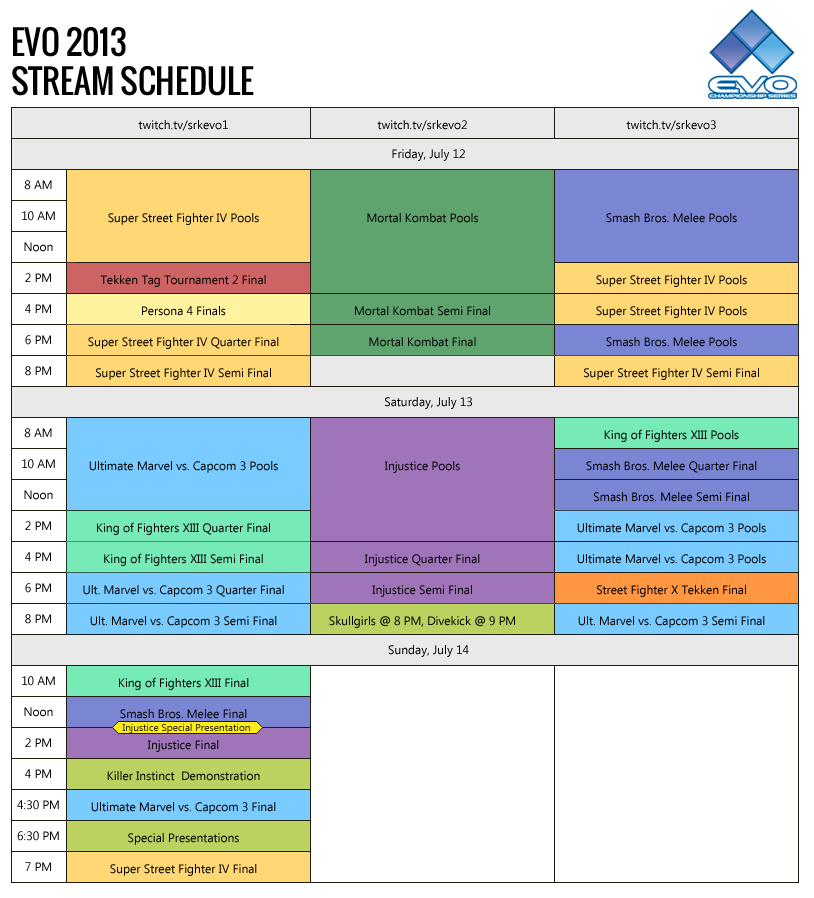 EVO 2013
STREAM SCHEDULE
EVO
CHAMPIONSHIP SERIES
twitch.tv/srkevo1 twitch.tv/srkevo2 twitch.tv/srkevo3
Friday, July 12
8 AM
10 AM Super Street Fighter IV Pools Mortal Kombat Pools Smash Bros. Melee Pools
Noon
2 PM Tekken Tag Tournament 2 Final Super Street Fighter IV Pools
4 PM Persona 4 Finals Mortal Kombat Semi Final Super Street Fighter IV Pools
6 PM Super Street Fighter IV Quarter Final Mortal Kombat Final Smash Bros. Melee Pools
8 PM Super Street Fighter IV Semi Final Super Street Fighter IV Semi Final
Saturday, July 13
8 AM King of Fighters XIII Pools
10 AM Ultimate Marvel vs. Capcom 3 Pools Injustice Pools Smash Bros. Melee Quarter Final
Noon Smash Bros. Melee Semi Final
2 PM King of Fighters XIII Quarter Final Ultimate Marvel vs. Capcom 3 Pools
4 PM King of Fighters XIII Semi Final Injustice Quarter Final Ultimate Marvel vs. Capcom 3 Pools
6 PM Ult. Marvel vs. Capcom 3 Quarter Final Injustice Semi Final Street Fighter X Tekken Final
8 PM Ult. Marvel vs. Capcom 3 Semi Final Skullgirls @ 8 PM, Divekick @ 9 PM Ult. Marvel vs. Capcom 3 Semi Final
Sunday, July 14
10 AM King of Fighters XIII Final
Noon Smash Bros. Melee Final
Injustice Special Presentation
2 PM Injustice Final
4 PM Killer Instinct Demonstration
4:30 PM Ultimate Marvel vs. Capcom 3 Final
6:30 PM Special Presentations
7 PM Super Street Fighter IV Final